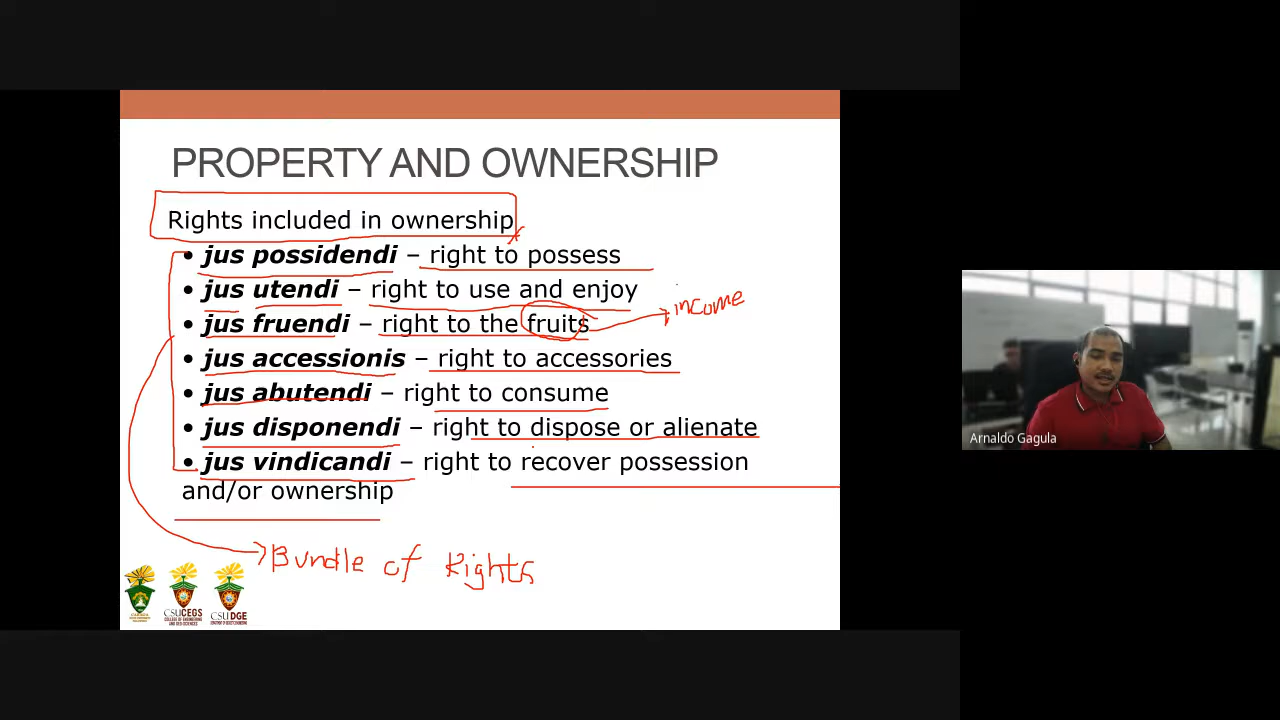 PROPERTY AND OWNERSHIP
Rights included in ownership
• jus possidendi – right to possess
• jus utendi – right to use and enjoy
• jus fruendi – right to the fruits
income
• jus accessionis – right to accessories
• jus abutendi – right to consume
• jus disponendi – right to dispose or alienate
• jus vindicandi – right to recover possession
and/or ownership
Bundle of Rights
CSUCEGS
CSU DGE
Arnaldo Gagula